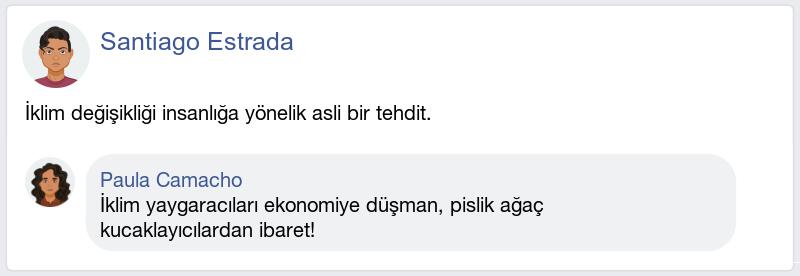 Santiago Estrada
İklim değişikliği insanlığa yönelik asli bir tehdit.
Paula Camacho
İklim yaygaracıları ekonomiye düşman, pislik ağaç
kucaklayıcılardan ibaret!